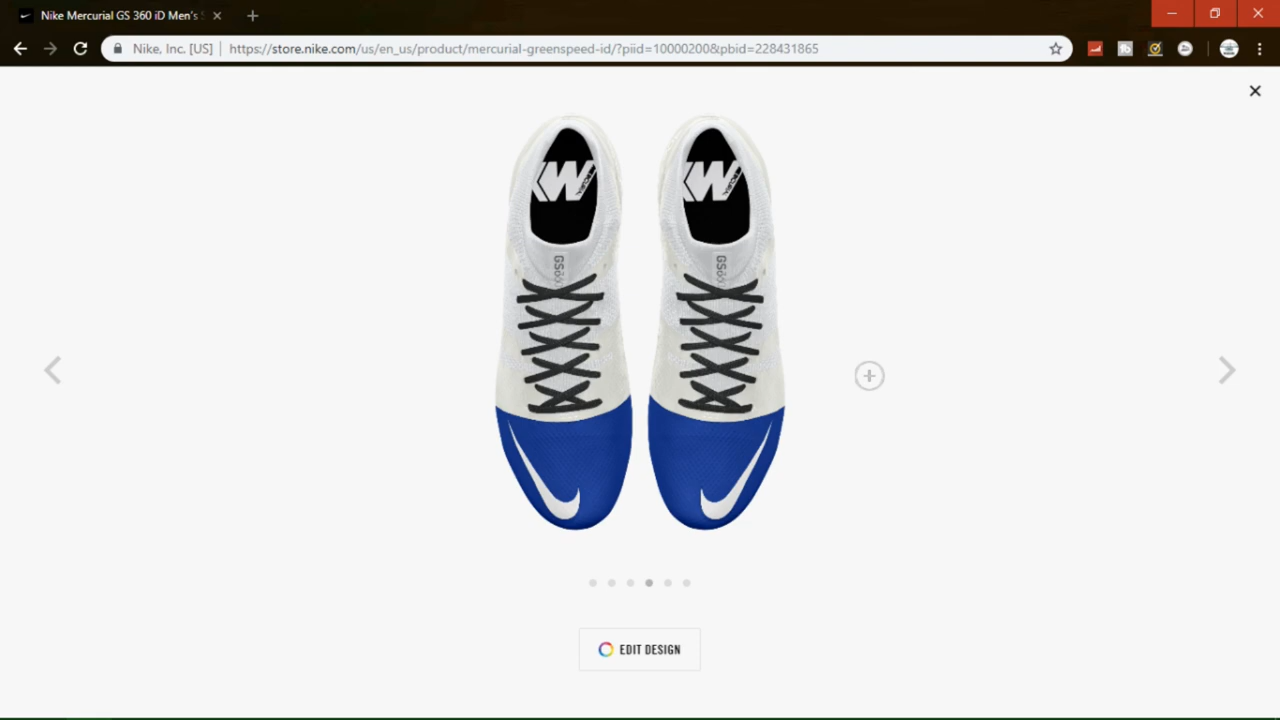 Nike Mercurial GS 360 iD Men's
Nike, Inc. [US]
https://store.nike.com/us/en_us/product/mercurial-greenspeed-id/?piid=10000200&pbid=228431865
EDIT DESIGN